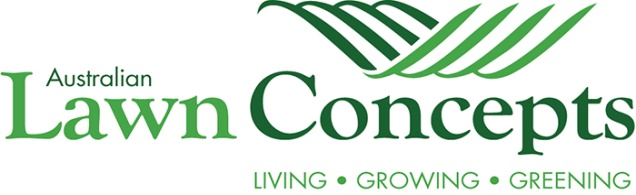 Australian
Lawn Concepts
LIVING • GROWING • GREENING